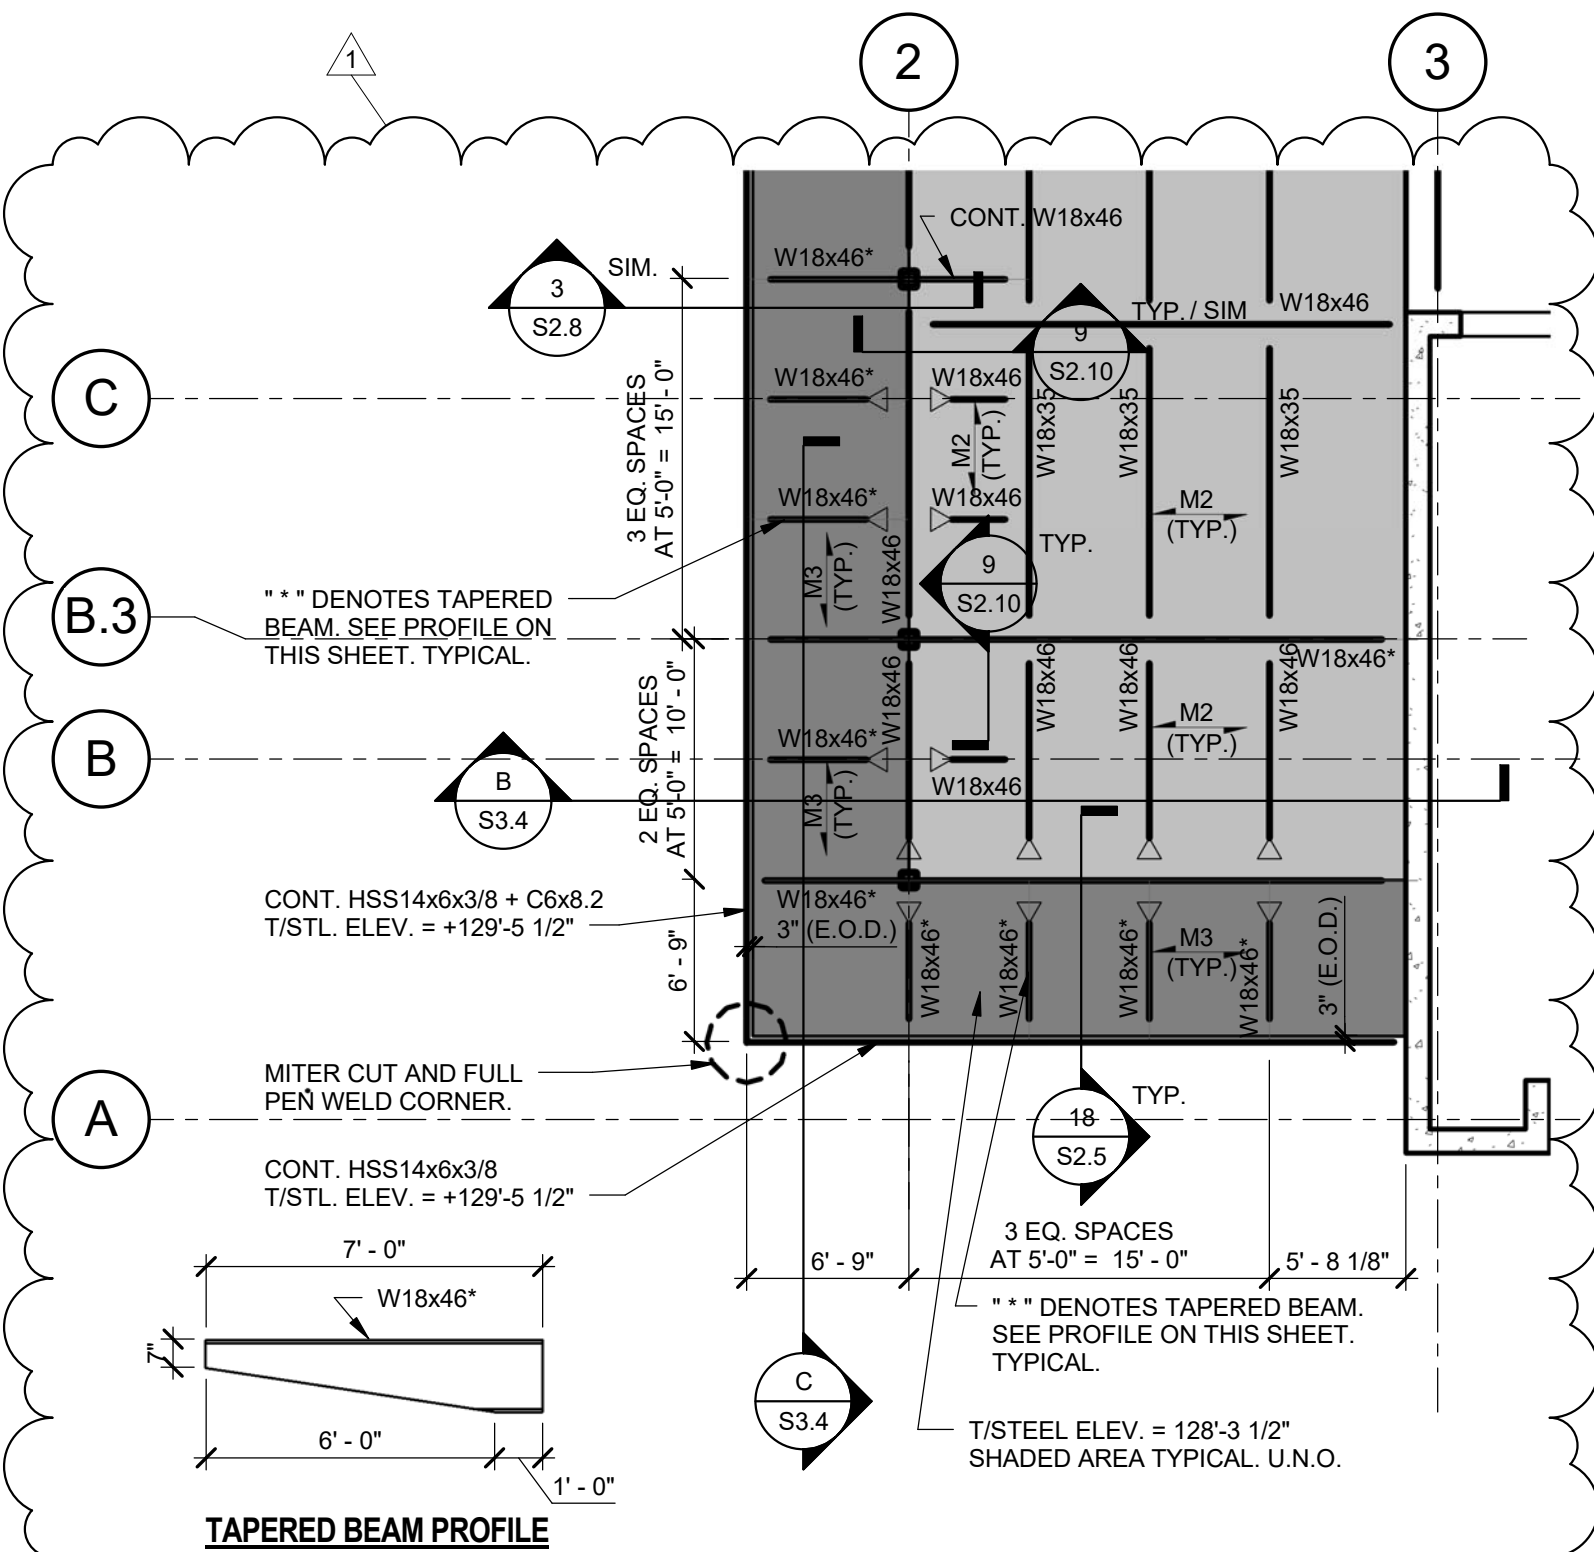 1
2
3
CONT. W18x46
W18x46*
SIM.
3
S2.8
TYP. / SIM
W18x46
9
S2.10
C
W18x46*
W18x46
3 EQ. SPACES
AT 5'-0" = 15' - 0"
M2
(TYP.)
W18x35
W18x35
W18x35
W18x46*
W18x46
M2
(TYP.)
TYP.
9
S2.10
M3
(TYP.)
W18x46
" * " DENOTES TAPERED
BEAM. SEE PROFILE ON
THIS SHEET. TYPICAL.
B.3
W18x46*
2 EQ. SPACES
AT 5'-0" = 10' - 0"
W18x46
W18x46
W18x46
W18x46
M2
(TYP.)
B
W18x46*
W18x46
B
S3.4
M3
(TYP.)
CONT. HSS14x6x3/8 + C6x8.2
T/STL. ELEV. = +129'-5 1/2"
W18x46*
3" (E.O.D.)
6' - 9"
W18x46*
W18x46*
W18x46*
M3
(TYP.)
W18x46*
3" (E.O.D.)
MITER CUT AND FULL
PEN WELD CORNER.
A
TYP.
18
S2.5
CONT. HSS14x6x3/8
T/STL. ELEV. = +129'-5 1/2"
6' - 9"
3 EQ. SPACES
AT 5'-0" = 15' - 0"
5' - 8 1/8"
" * " DENOTES TAPERED BEAM.
SEE PROFILE ON THIS SHEET.
TYPICAL.
C
S3.4
T/STEEL ELEV. = 128'-3 1/2"
SHADED AREA TYPICAL. U.N.O.
7' - 0"
W18x46*
7"
6' - 0"
1' - 0"
TAPERED BEAM PROFILE